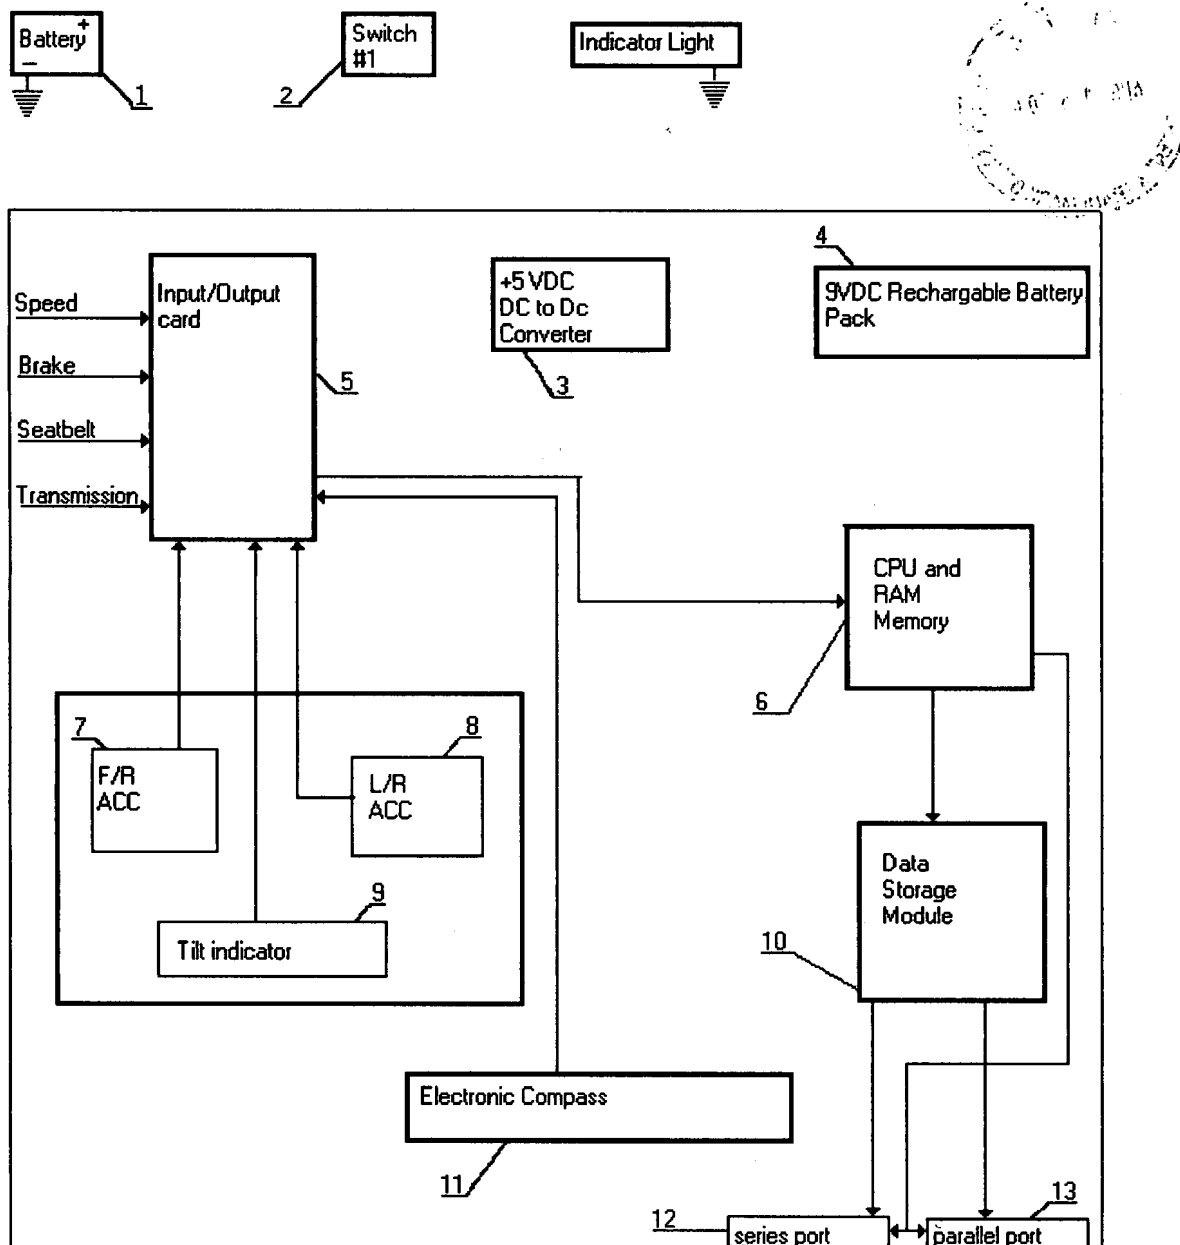 Battery
+
−
1
Switch
#1
2
Indicator Light
4
Input/Output
card
+5 VDC
DC to Dc
Converter
9VDC Rechargable Battery
Pack
Speed
Brake
5
3
Seatbelt
Transmission
CPU and
RAM
Memory
6
7
8
F/R
ACC
L/R
ACC
Data
Storage
Module
9
Tilt indicator
10
Electronic Compass
11
12
13
series port
parallel port